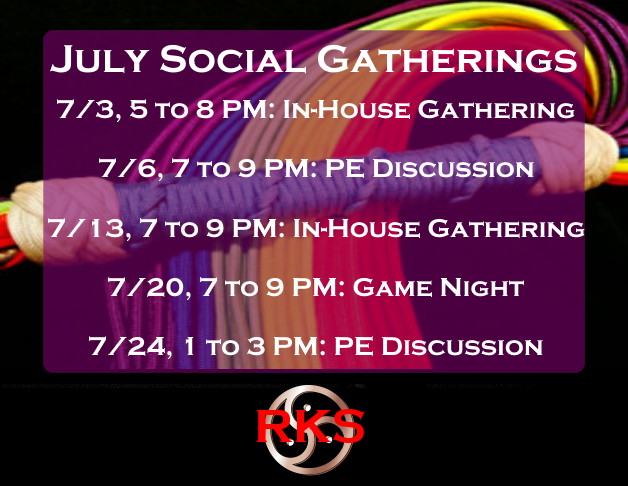 July Social Gatherings
7/3, 5 to 8 PM: In-House Gathering
7/6, 7 to 9 PM: PE Discussion
7/13, 7 to 9 PM: In-House Gathering
7/20, 7 to 9 PM: Game Night
7/24, 1 to 3 PM: PE Discussion
RKS